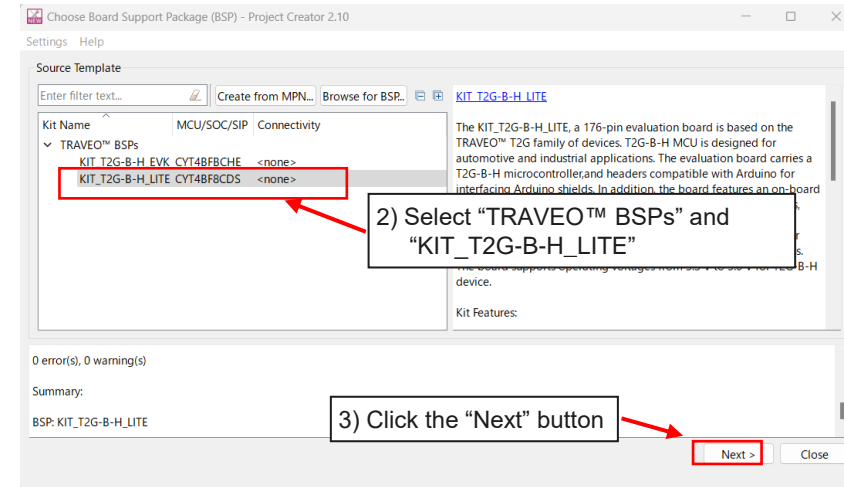 Choose Board Support Package (BSP) - Project Creator 2.10
Settings Help
Source Template
Enter filter text...
Create from MPN...
Browse for BSP...
Kit Name MCU/SOC/SIP Connectivity
TRAVEO™ BSPs
KIT_T2G-B-H_EVK CYT4BFBCHE <none>
KIT_T2G-B-H_LITE CYT4BF8CDS <none>
KIT_T2G-B-H_LITE
The KIT_T2G-B-H_LITE, a 176-pin evaluation board is based on the
TRAVEO™ T2G family of devices. T2G-B-H MCU is designed for
automotive and industrial applications. The evaluation board carries a
T2G-B-H microcontroller,and headers compatible with Arduino for
interfacing Arduino shields. In addition, the board features an on-board
device.
Kit Features:
2) Select “TRAVEO™ BSPs” and
“KIT_T2G-B-H_LITE”
0 error(s), 0 warning(s)
Summary:
BSP: KIT_T2G-B-H_LITE
3) Click the “Next” button
Next >
Close